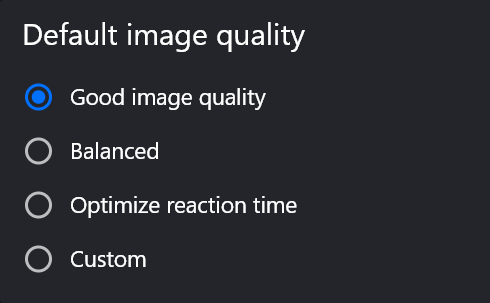 Default image quality
Good image quality
Balanced
Optimize reaction time
Custom